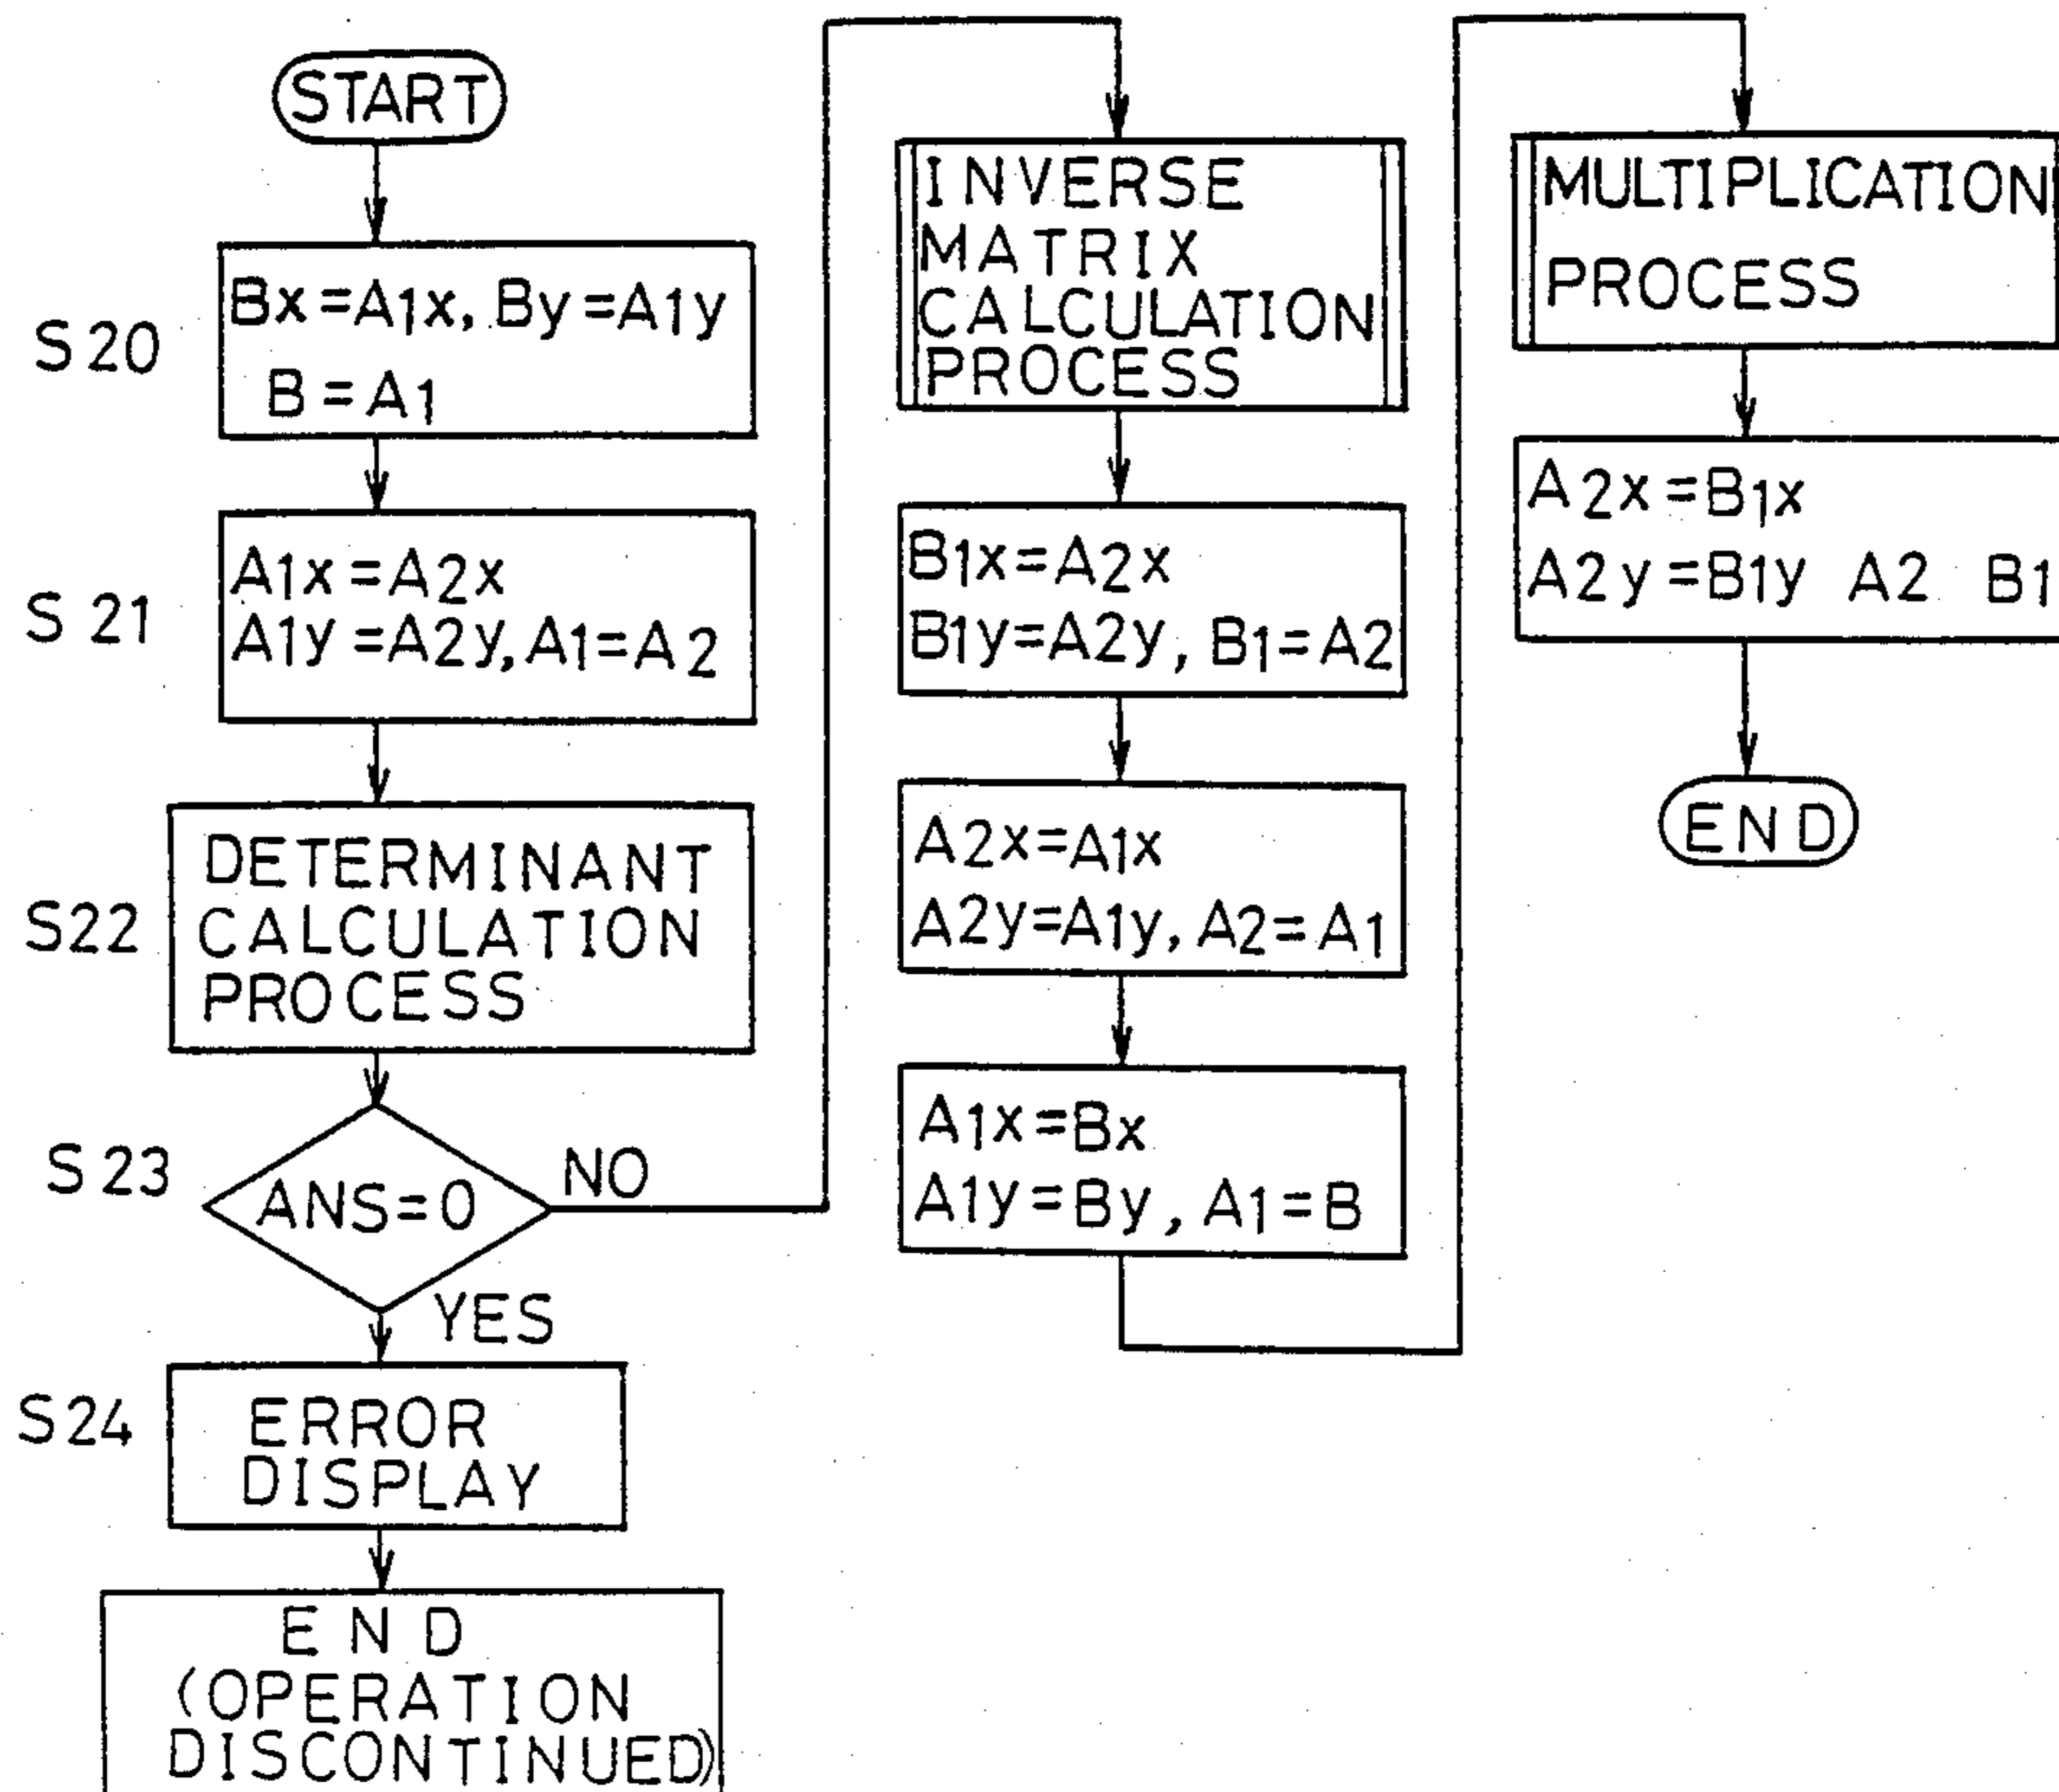 START
S20
Bx=A1x, By=A1y
B=A1
S21
A1x=A2x
A1y=A2y, A1=A2
S22
DETERMINANT
CALCULATION
PROCESS
S23
ANS=0
NO
YES
S24
ERROR
DISPLAY
END
(OPERATION
DISCONTINUED)
INVERSE
MATRIX
CALCULATION
PROCESS
B1x=A2x
B1y=A2y, B1=A2
A2x=A1x
A2y=A1y, A2=A1
A1x=Bx
A1y=By, A1=B
MULTIPLICATION
PROCESS
A2x=B1x
A2y=B1y A2 B1
END